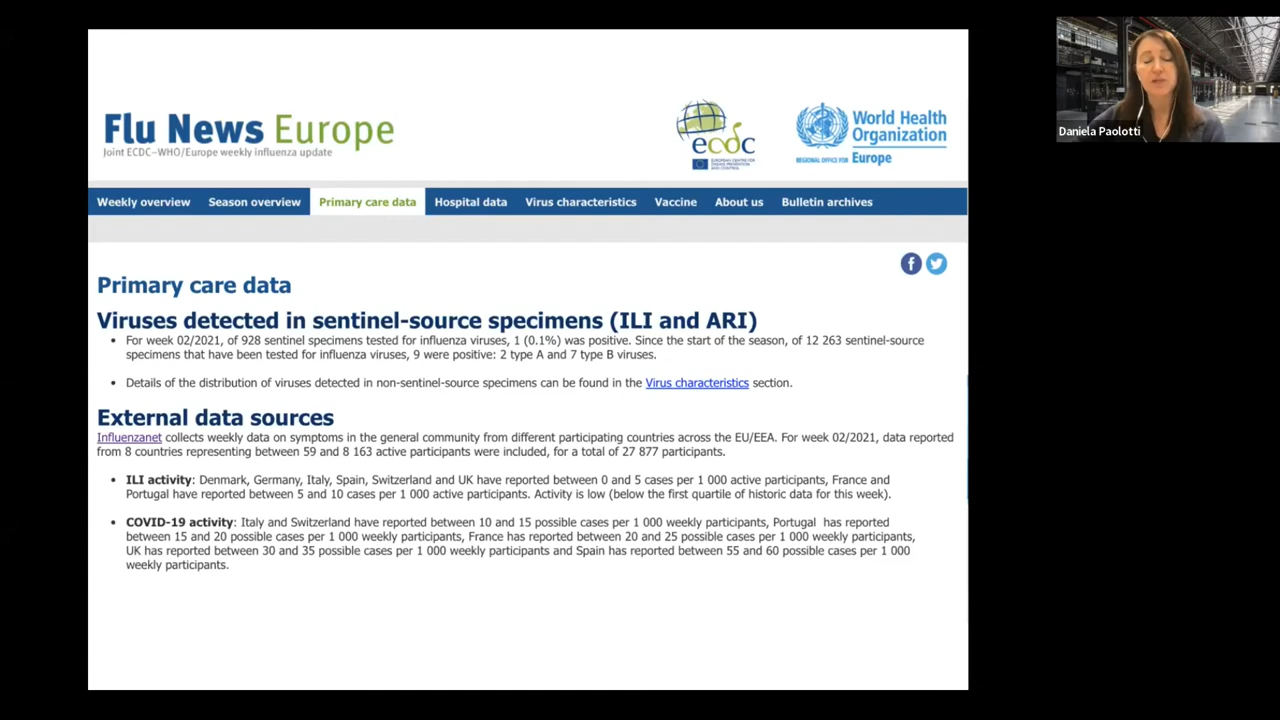 Flu News Europe
Joint ECDC-WHO/Europe weekly influenza update
ecdc
EUROPEAN CENTRE FOR
DISEASE PREVENTION
AND CONTROL
World Health
Organization
REGIONAL OFFICE FOR Europe
Daniela Paolotti
Weekly overview Season overview Primary care data Hospital data Virus characteristics Vaccine About us Bulletin archives
Primary care data
Viruses detected in sentinel-source specimens (ILI and ARI)
• For week 02/2021, of 928 sentinel specimens tested for influenza viruses, 1 (0.1%) was positive. Since the start of the season, of 12 263 sentinel-source
specimens that have been tested for influenza viruses, 9 were positive: 2 type A and 7 type B viruses.
• Details of the distribution of viruses detected in non-sentinel-source specimens can be found in the Virus characteristics section.
External data sources
Influenzanet collects weekly data on symptoms in the general community from different participating countries across the EU/EEA. For week 02/2021, data reported
from 8 countries representing between 59 and 8 163 active participants were included, for a total of 27 877 participants.
• ILI activity: Denmark, Germany, Italy, Spain, Switzerland and UK have reported between 0 and 5 cases per 1 000 active participants, France and
Portugal have reported between 5 and 10 cases per 1 000 active participants. Activity is low (below the first quartile of historic data for this week).
• COVID-19 activity: Italy and Switzerland have reported between 10 and 15 possible cases per 1 000 weekly participants, Portugal has reported
between 15 and 20 possible cases per 1 000 weekly participants, France has reported between 20 and 25 possible cases per 1 000 weekly participants,
UK has reported between 30 and 35 possible cases per 1 000 weekly participants and Spain has reported between 55 and 60 possible cases per 1 000
weekly participants.